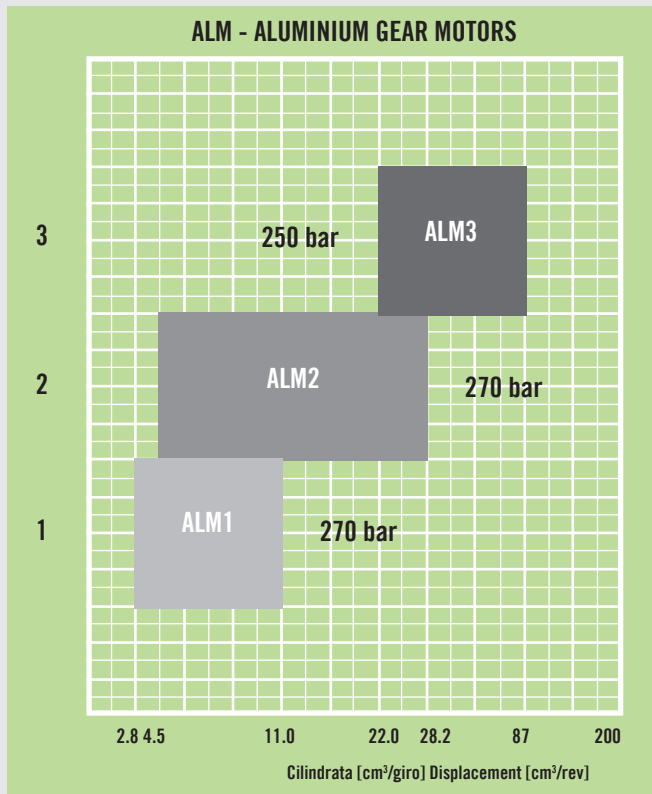 ALM - ALUMINIUM GEAR MOTORS
3
250 bar
ALM3
2
ALM2
270 bar
1
ALM1
270 bar
2.8 4.5 11.0 22.0 28.2 87 200
Cilindrata [cm³/giro] Displacement [cm³/rev]